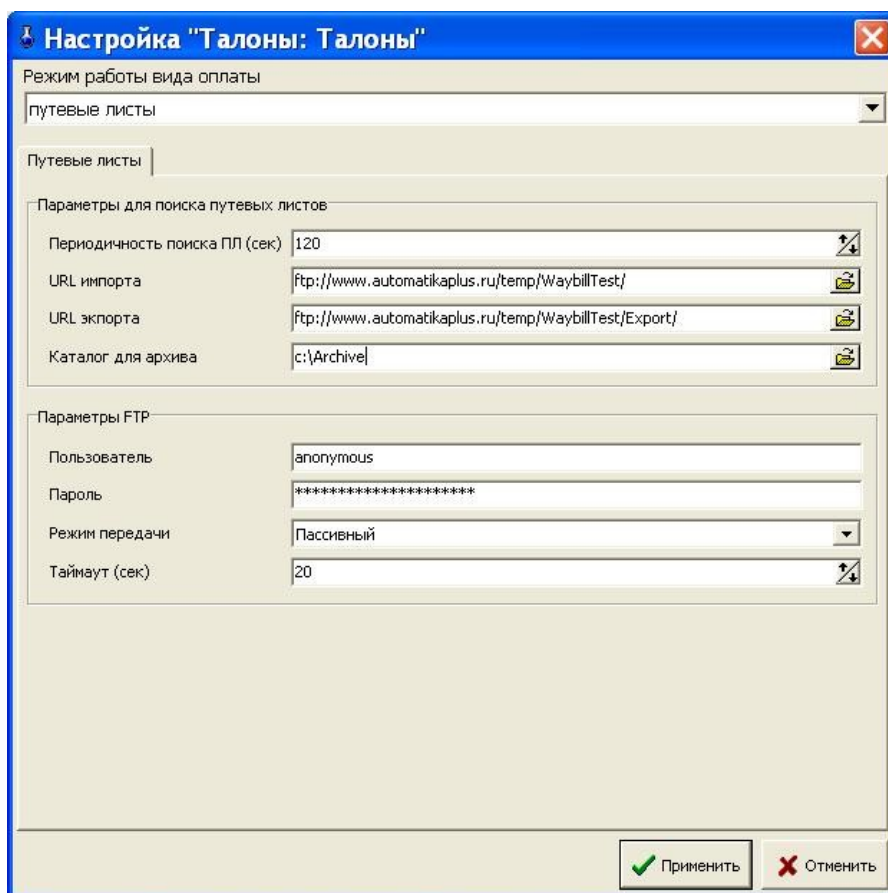 Настройка "Талоны: Талоны"
Режим работы вида оплаты
путевые листы
Путевые листы
Параметры для поиска путевых листов
Периодичность поиска ПЛ (сек) 120
URL импорта ftp://www.automatikaplus.ru/temp/WaybillTest/
URL экпорта ftp://www.automatikaplus.ru/temp/WaybillTest/Export/
Каталог для архива c:\Archive
Параметры FTP
Пользователь anonymous
Пароль *********************
Режим передачи Пассивный
Таймаут (сек) 20
Применить Отменить